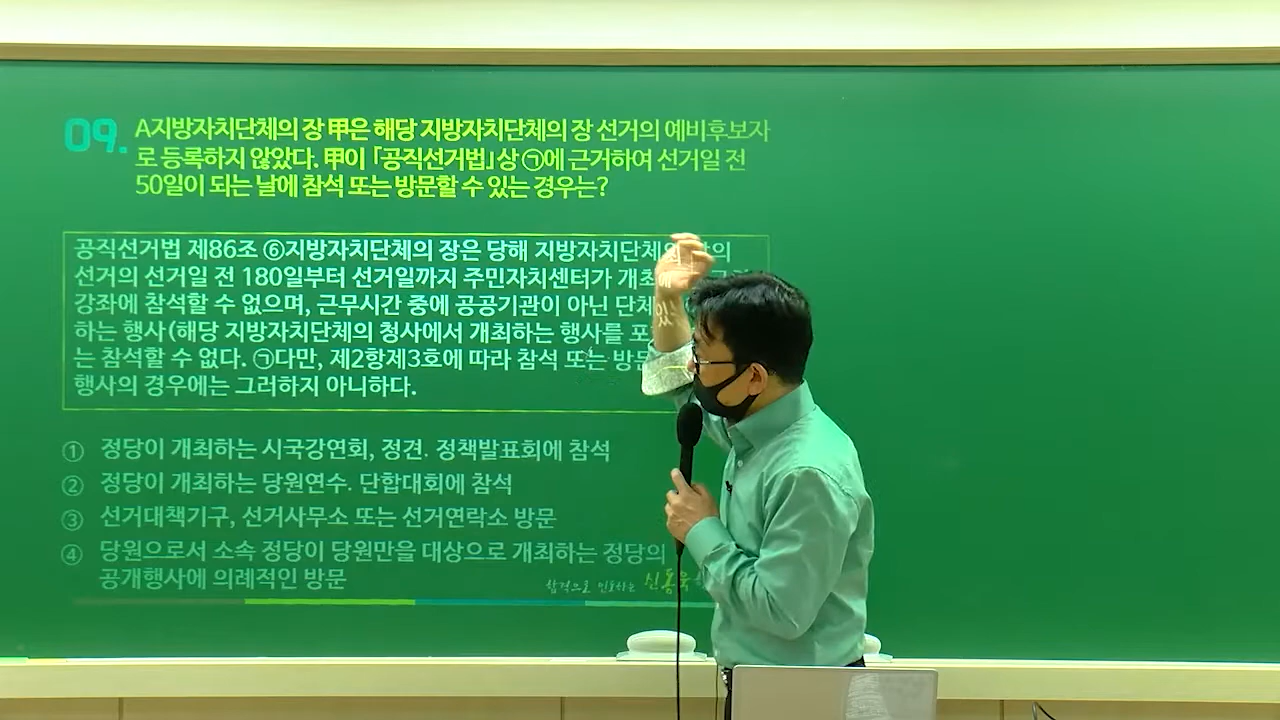 09.
A지방자치단체의 장 甲은 해당 지방자치단체의 장 선거의 예비후보자
로 등록하지 않았다. 甲이 「공직선거법」상 ㉠에 근거하여 선거일 전
50일이 되는 날에 참석 또는 방문할 수 있는 경우는?
공직선거법 제86조 ⑥지방자치단체의 장은 당해 지방자치단체의
선거의 선거일 전 180일부터 선거일까지 주민자치센터가 개최
강좌에 참석할 수 없으며, 근무시간 중에 공공기관이 아닌 단체
하는 행사(해당 지방자치단체의 청사에서 개최하는 행사를
는 참석할 수 없다. ㉠다만, 제2항제3호에 따라 참석 또는
행사의 경우에는 그러하지 아니하다.
① 정당이 개최하는 시국강연회, 정견. 정책발표회에 참석
② 정당이 개최하는 당원연수. 단합대회에 참석
③ 선거대책기구, 선거사무소 또는 선거연락소 방문
④ 당원으로서 소속 정당이 당원만을 대상으로 개최하는 정당의
공개행사에 의례적인 방문
합격으로 인도하는 신동욱